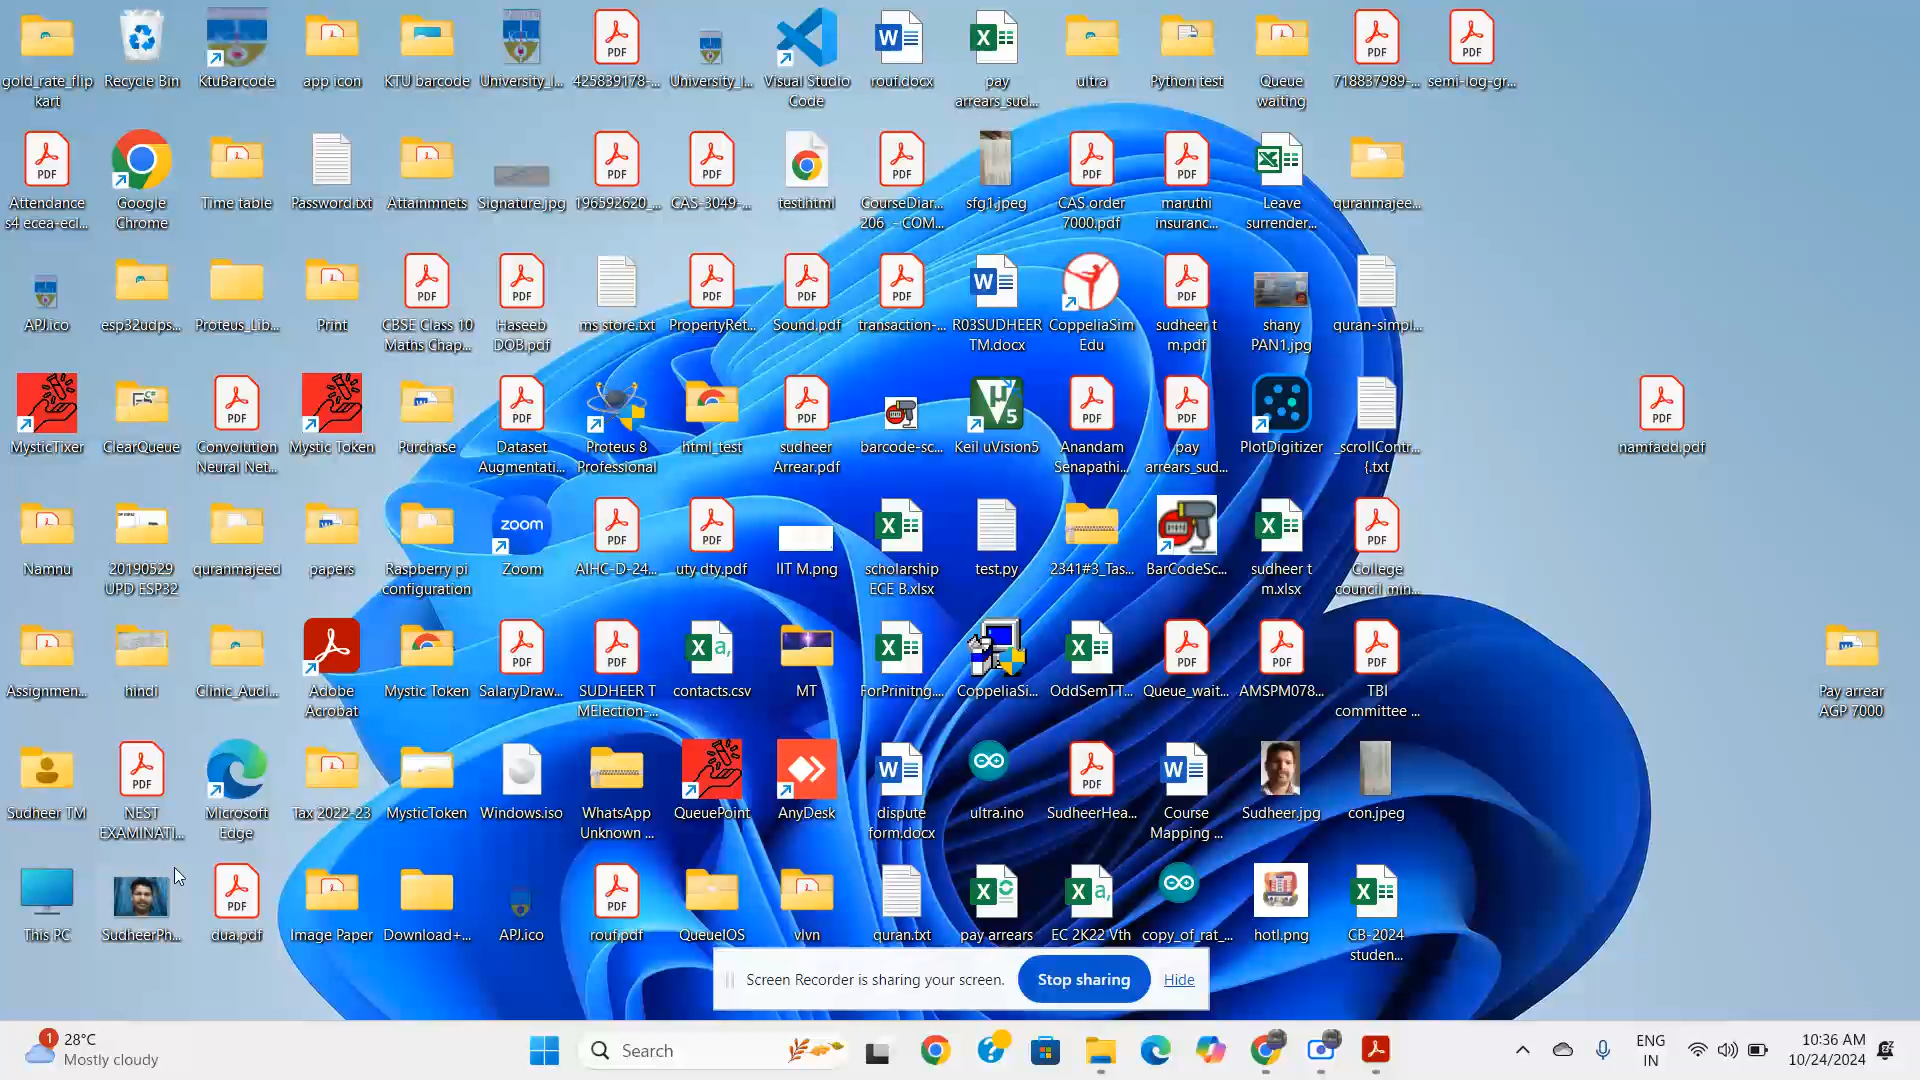 gold_rate_flip
kart
Recycle Bin
KtuBarcode
app icon
KTU barcode
University_l...
425839178-...
University_l...
Visual Studio
Code
rouf.docx
pay
arrears_sud...
ultra
Python test
Queue
waiting
718837989-...
semi-log-gr...
Attendance
s4 ecea-ecl...
Google
Chrome
Time table
Password.txt
Attainmnets
Signature.jpg
196592620_...
CAS-3049-...
test.html
CourseDiar...
206 - COM...
sfg1.jpeg
CAS order
7000.pdf
maruthi
insuranc...
Leave
surrender...
quranmajee...
APJ.ico
esp32udps...
Proteus_Lib...
Print
CBSE Class 10
Maths Chap...
Haseeb
DOB.pdf
ms store.txt
PropertyRet...
Sound.pdf
transaction-...
R03SUDHEER
TM.docx
CoppeliaSim
Edu
sudheer t
m.pdf
shany
PAN1.jpg
quran-simpl...
MysticTixer
ClearQueue
Convolution
Neural Net...
Mystic Token
Purchase
Dataset
Augmentati...
Proteus 8
Professional
html_test
sudheer
Arrear.pdf
barcode-sc...
Keil uVision5
Anandam
Senapathi...
pay
arrears_sud...
PlotDigitizer
_scrollContr...
{.txt
namfadd.pdf
Namnu
20190529
UPD ESP32
quranmajeed
papers
Raspberry pi
configuration
zoom
Zoom
AIHC-D-24...
uty dty.pdf
IIT M.png
scholarship
ECE B.xlsx
test.py
2341#3_Tas...
BarCodeSc...
sudheer t
m.xlsx
College
council min...
Assignmen...
hindi
Clinic_Audi...
Adobe
Acrobat
Mystic Token
SalaryDraw...
SUDHEER T
MElection-...
contacts.csv
MT
ForPrinitng....
CoppeliaSi...
OddSemTT...
Queue_wait...
AMSPM078...
TBI
committee ...
Pay arrear
AGP 7000
Sudheer TM
NEST
EXAMINATI...
Microsoft
Edge
Tax 2022-23
MysticToken
Windows.iso
WhatsApp
Unknown ...
QueuePoint
AnyDesk
dispute
form.docx
ultra.ino
SudheerHea...
Course
Mapping ...
Sudheer.jpg
con.jpeg
This PC
SudheerPh...
dua.pdf
Image Paper
Download+...
APJ.ico
rouf.pdf
QueueIOS
vlvn
quran.txt
pay arrears
EC 2K22 Vth
copy_of_rat_...
hotl.png
CB-2024
studen...
Screen Recorder is sharing your screen.
Stop sharing
Hide
1
28°C
Mostly cloudy
Search
ENG
IN
10:36 AM
10/24/2024